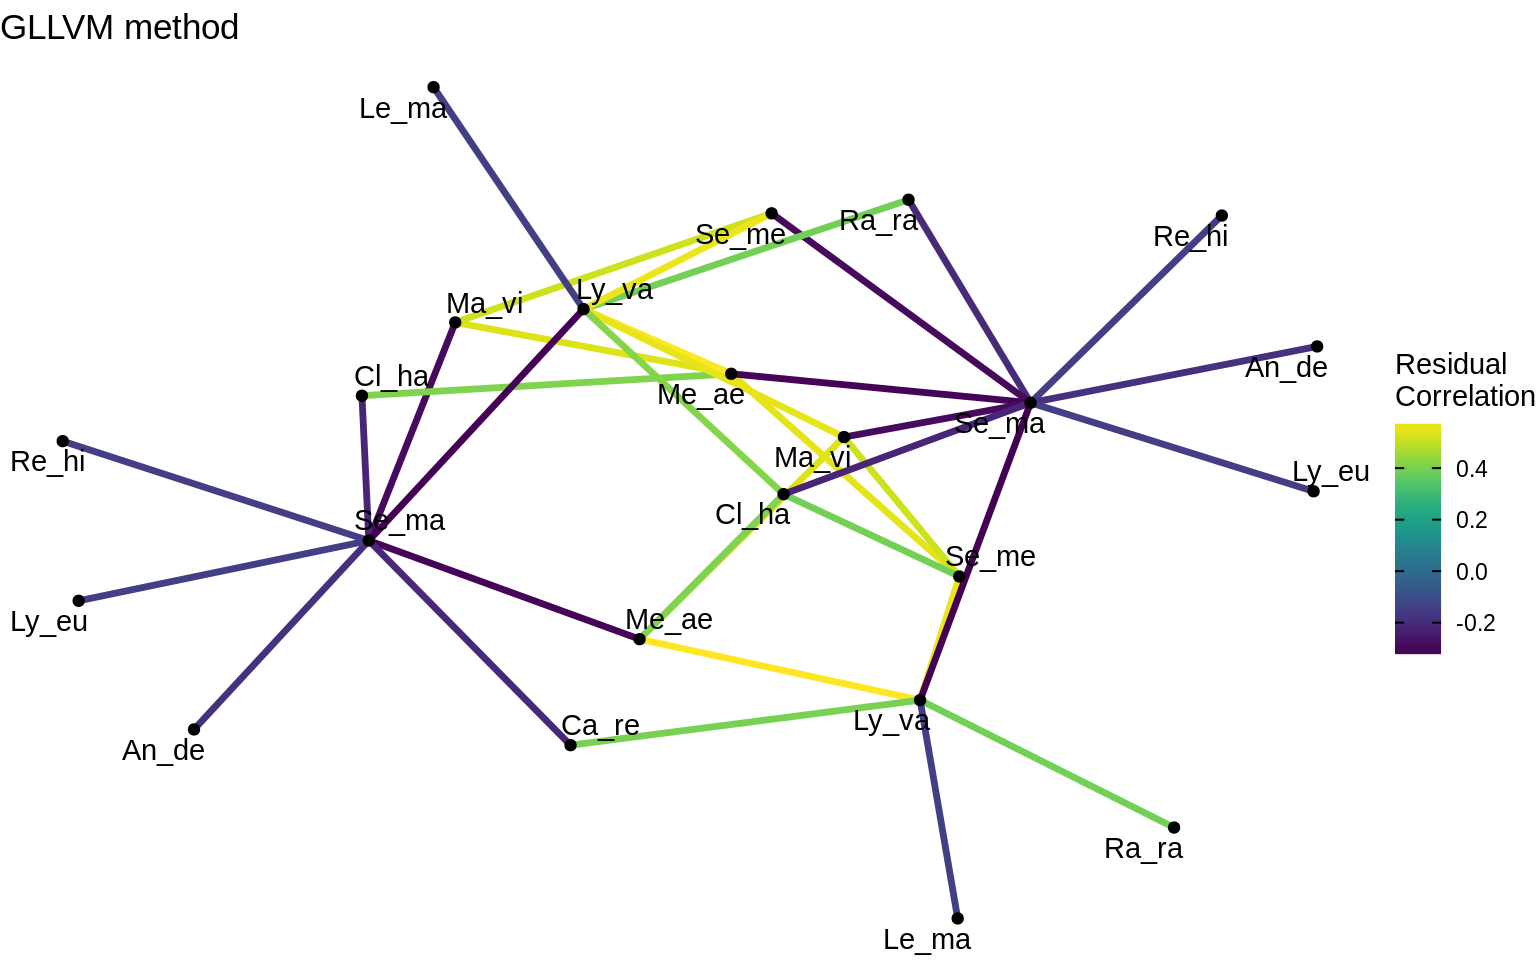 GLLVM method
Le_ma
Se_me
Ra_ra
Re_hi
Ly_va
Ma_vi
An_de
Cl_ha
Me_ae
Se_ma
Residual
Correlation
Re_hi
Ma_vi
Ly_eu
0.4
Cl_ha
Se_ma
0.2
Se_me
0.0
Ly_eu
Me_ae
-0.2
Ca_re
Ly_va
An_de
Ra_ra
Le_ma